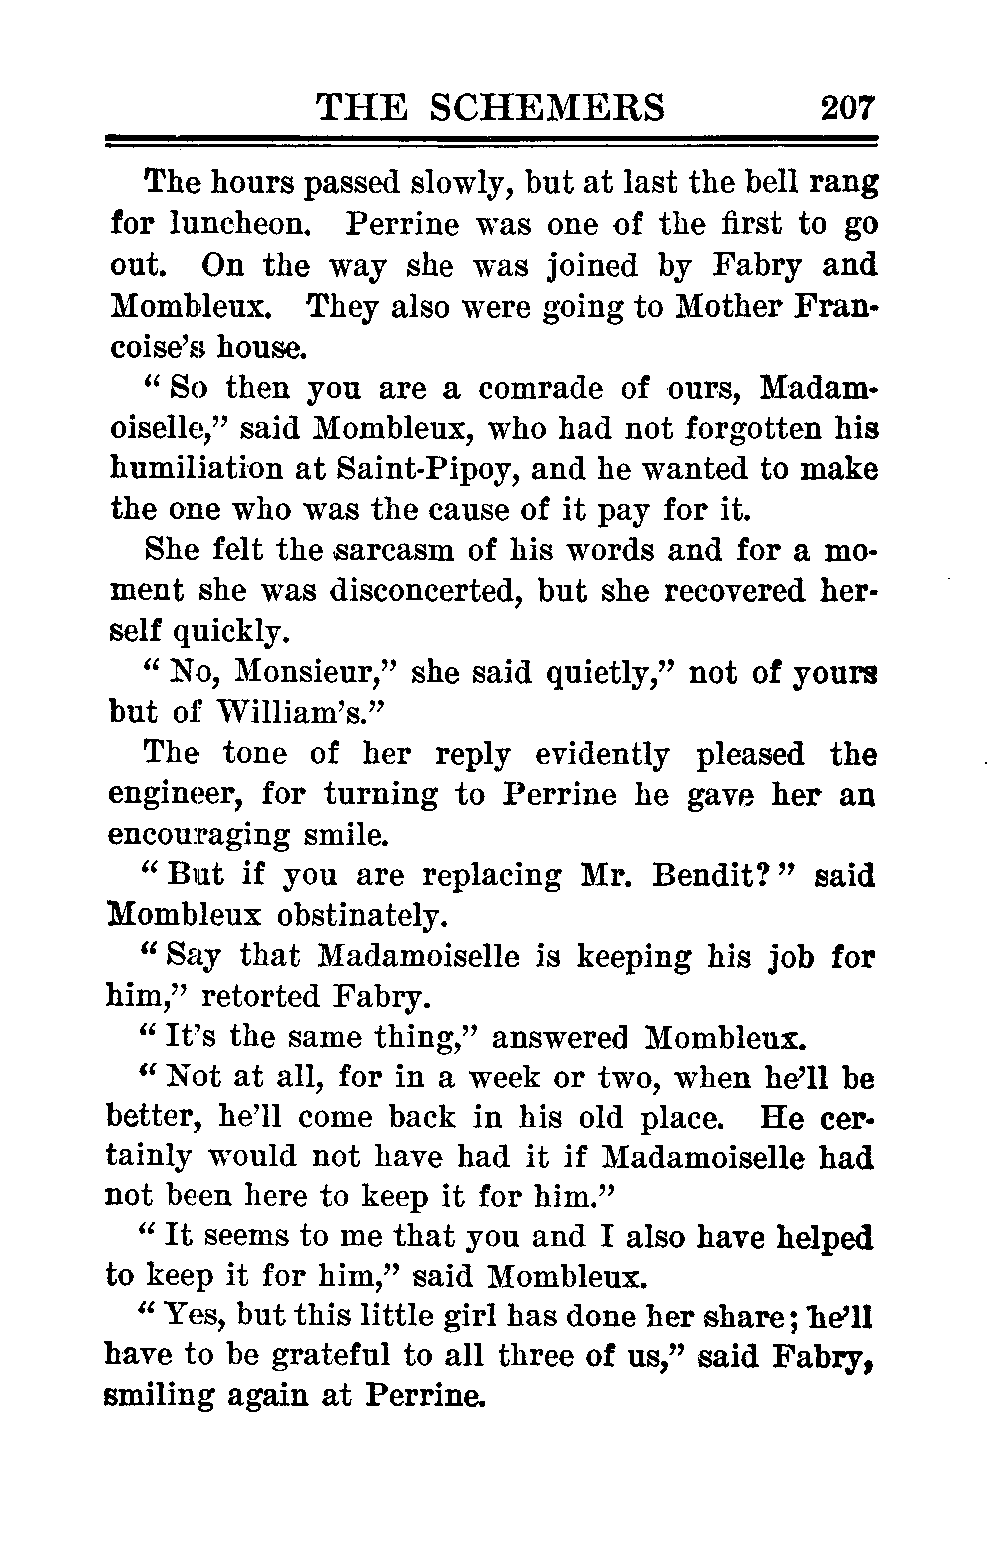 THE SCHEMERS 207
The hours passed slowly, but at last the bell rang
for luncheon. Perrine was one of the first to go
out. On the way she was joined by Fabry and
Mombleux. They also were going to Mother Fran-
coise's house.
" So then you are a comrade of ours, Madam-
oiselle," said Mombleux, who had not forgotten his
humiliation at Saint-Pipoy, and he wanted to make
the one who was the cause of it pay for it.
She felt the sarcasm of his words and for a mo-
ment she was disconcerted, but she recovered her-
self quickly.
" No, Monsieur," she said quietly," not of yours
but of William's."
The tone of her reply evidently pleased the
engineer, for turning to Perrine he gave her an
encouraging smile.
" But if you are replacing Mr. Bendit? " said
Mombleux obstinately.
" Say that Madamoiselle is keeping his job for
him," retorted Fabry.
" It's the same thing," answered Mombleux.
" Not at all, for in a week or two, when he'll be
better, he'll come back in his old place. He cer-
tainly would not have had it if Madamoiselle had
not been here to keep it for him."
" It seems to me that you and I also have helped
to keep it for him," said Mombleux.
" Yes, but this little girl has done her share; he'll
have to be grateful to all three of us," said Fabry,
smiling again at Perrine.